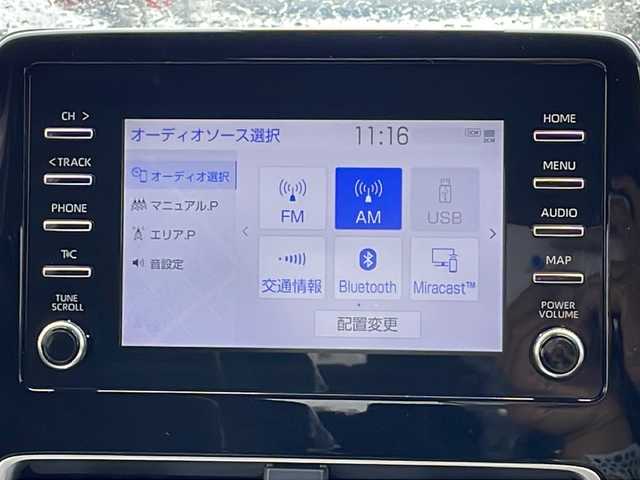 CH >
< TRACK
PHONE
T\C
TUNE
SCROLL
オーディオソース選択
11:16
DCM
オーディオ選択
マニュアル.P
エリア.P
音設定
FM
AM
USB
交通情報
Bluetooth
Miracast™
配置変更
HOME
MENU
AUDIO
MAP
POWER
VOLUME